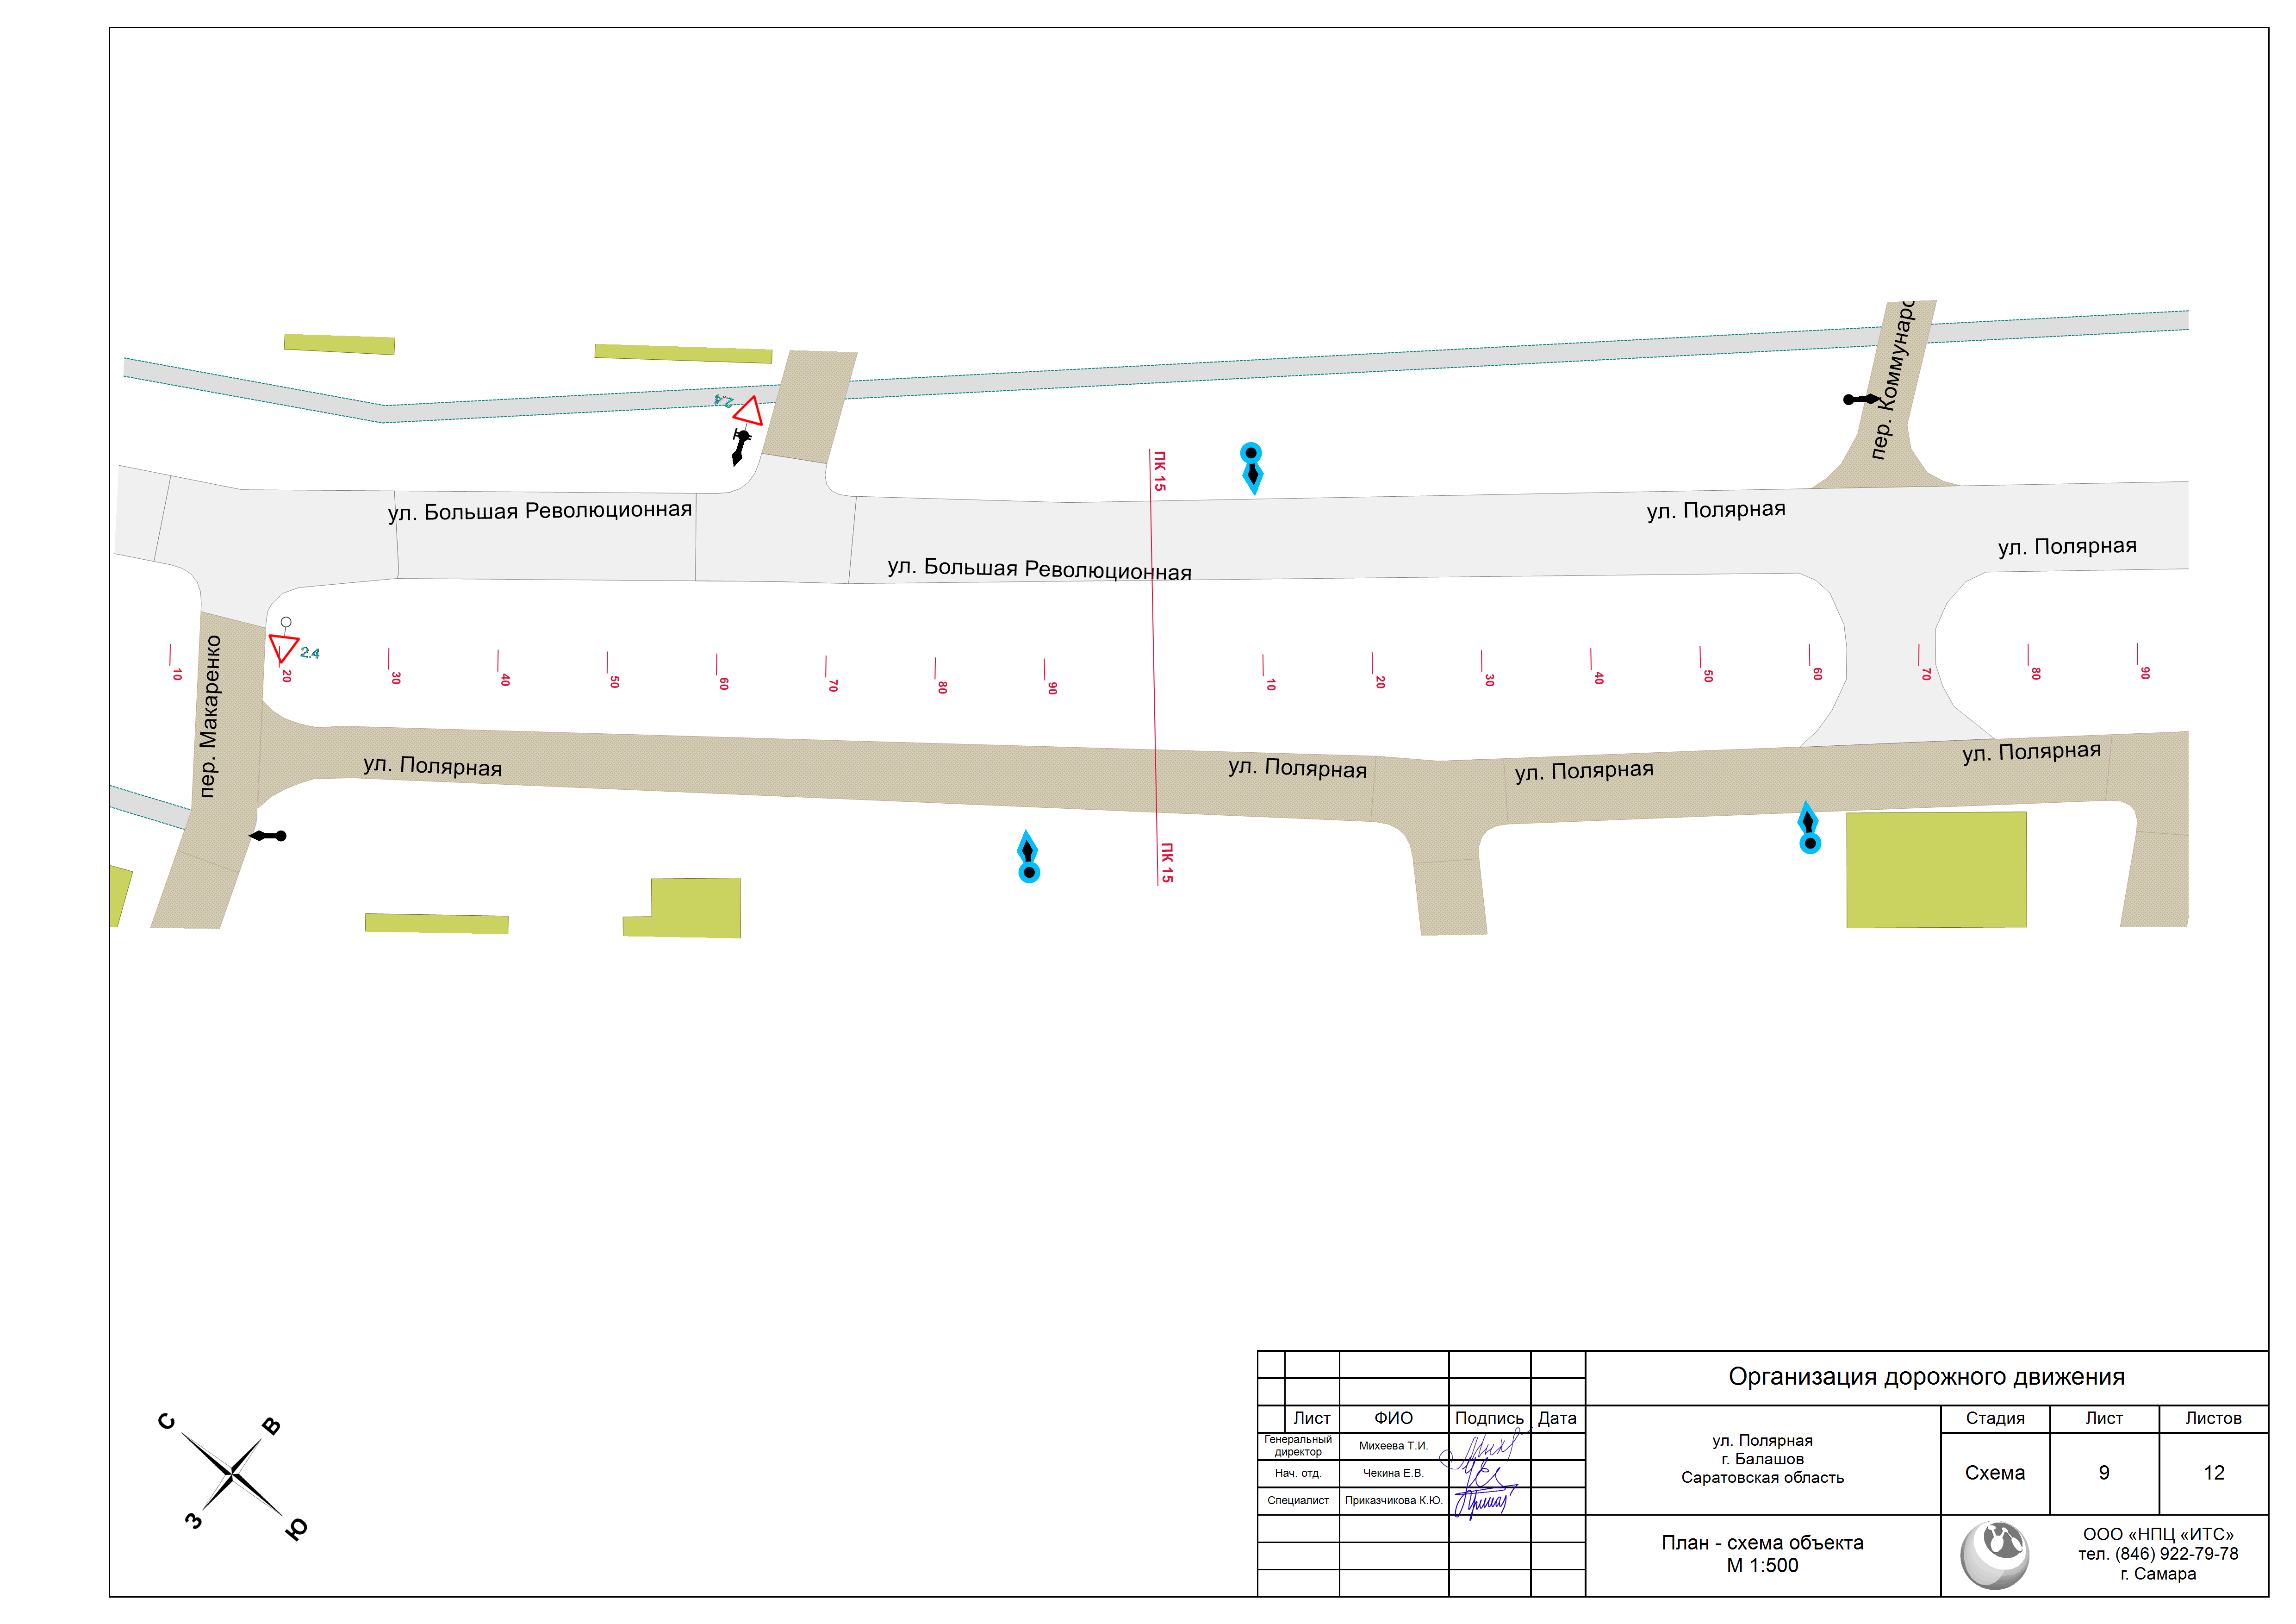 пер. Коммунаро
2.4
ПК 15
ул. Большая Революционная
ул. Полярная
ул. Полярная
ул. Большая Революционная
2.4
пер. Макаренко
10
20
30
40
50
60
70
80
90
10
20
30
40
50
60
70
80
90
ул. Полярная
ул. Полярная
ул. Полярная
ул. Полярная
ПК 15
С
В
З
Ю
Организация дорожного движения
Лист ФИО Подпись Дата
Стадия Лист Листов
Генеральный
директор
Михеева Т.И.
Нач. отд. Чекина Е.В.
Специалист Приказчикова К.Ю.
ул. Полярная
г. Балашов
Саратовская область
Схема 9 12
План - схема объекта
М 1:500
ООО «НПЦ «ИТС»
тел. (846) 922-79-78
г. Самара